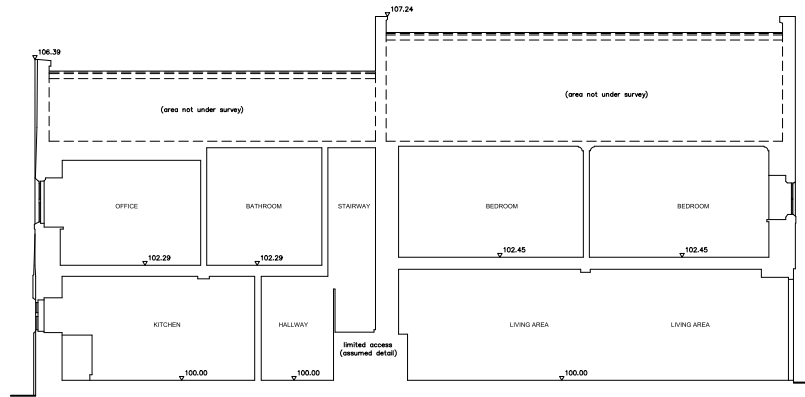 107.24
106.39
(area not under survey)
(area not under survey)
OFFICE
BATHROOM
STAIRWAY
BEDROOM
BEDROOM
102.29
102.29
102.45
102.45
KITCHEN
HALLWAY
LIVING AREA
LIVING AREA
limited access
(assumed detail)
100.00
100.00
100.00